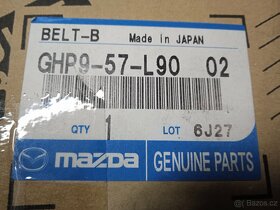 BELT-B Made in JAPAN
GHP9-57-L90 02
N
QTY 1 LOT 6J27
mazda GENUINE PARTS
Bazos.cz